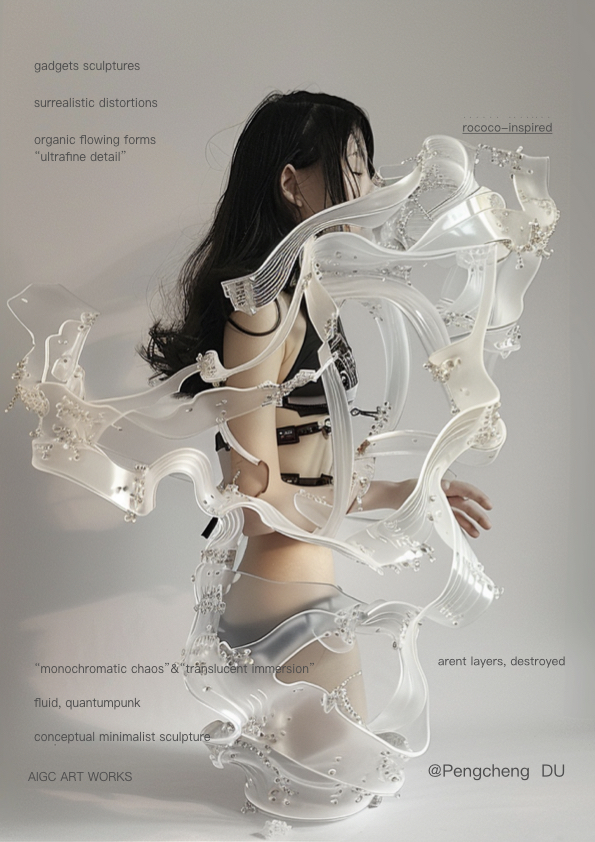 gadgets sculptures
surrealistic distortions
rococo-inspired
organic flowing forms
“ultrafine detail”
“monochromatic chaos”&“translucent immersion”
arent layers, destroyed
fluid, quantumpunk
conceptual minimalist sculpture
AIGC ART WORKS
@Pengcheng DU